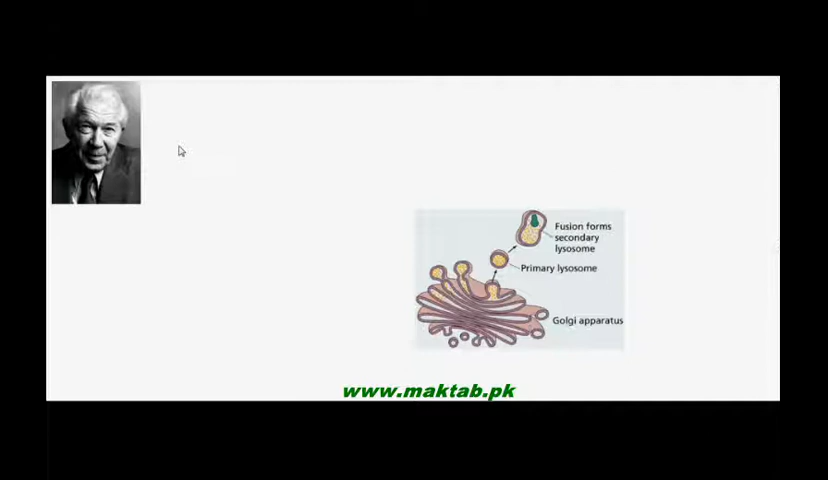 Fusion forms
secondary
lysosome
Primary lysosome
Golgi apparatus
www.maktab.pk